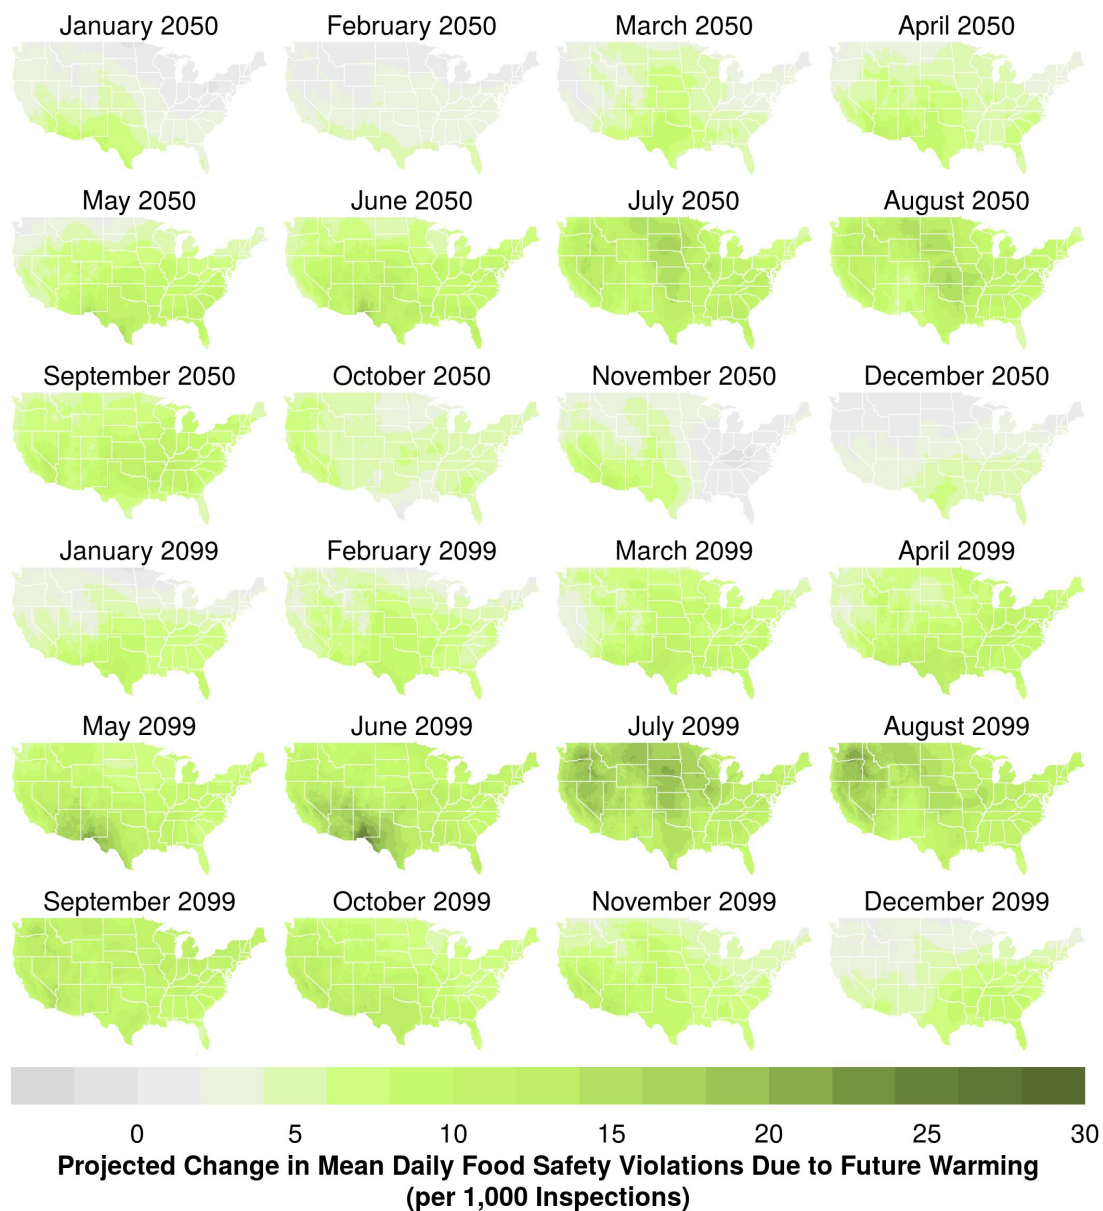 January 2050
February 2050
March 2050
April 2050
May 2050
June 2050
July 2050
August 2050
September 2050
October 2050
November 2050
December 2050
January 2099
February 2099
March 2099
April 2099
May 2099
June 2099
July 2099
August 2099
September 2099
October 2099
November 2099
December 2099
0 5 10 15 20 25 30
Projected Change in Mean Daily Food Safety Violations Due to Future Warming
(per 1,000 Inspections)